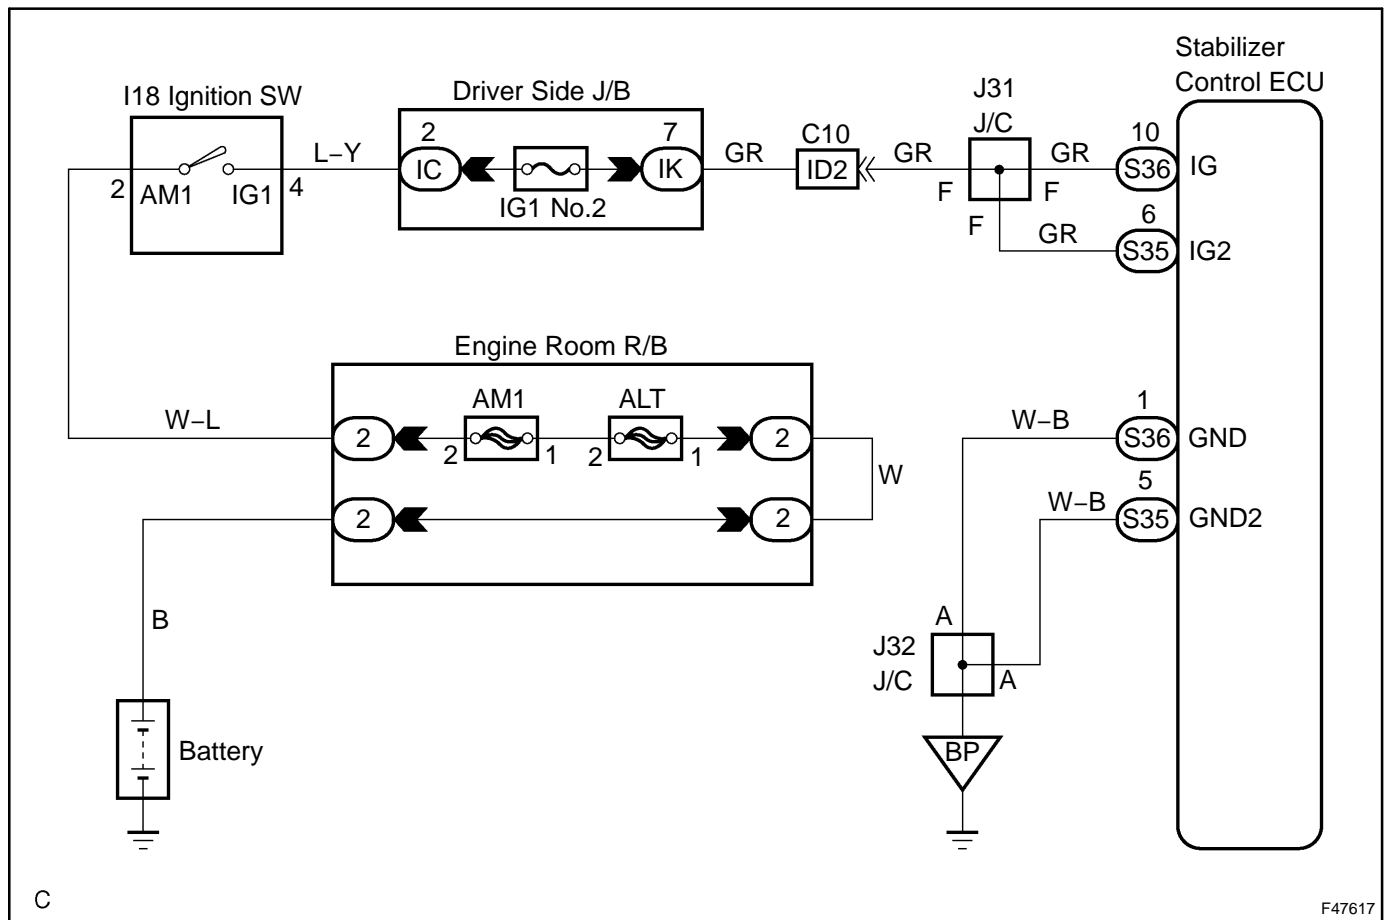 Stabilizer
Control ECU
I18 Ignition SW
Driver Side J/B
J31
J/C
C10
2
7
10
L–Y
GR
GR
GR
IC
IK
ID2
S36
IG
2
AM1
IG1
4
IG1 No.2
F
F
F
6
GR
S35
IG2
Engine Room R/B
AM1
ALT
W–L
2
2
1
2
1
2
W
2
2
1
W–B
S36
GND
5
W–B
S35
GND2
B
A
J32
J/C
A
Battery
BP
C
F47617